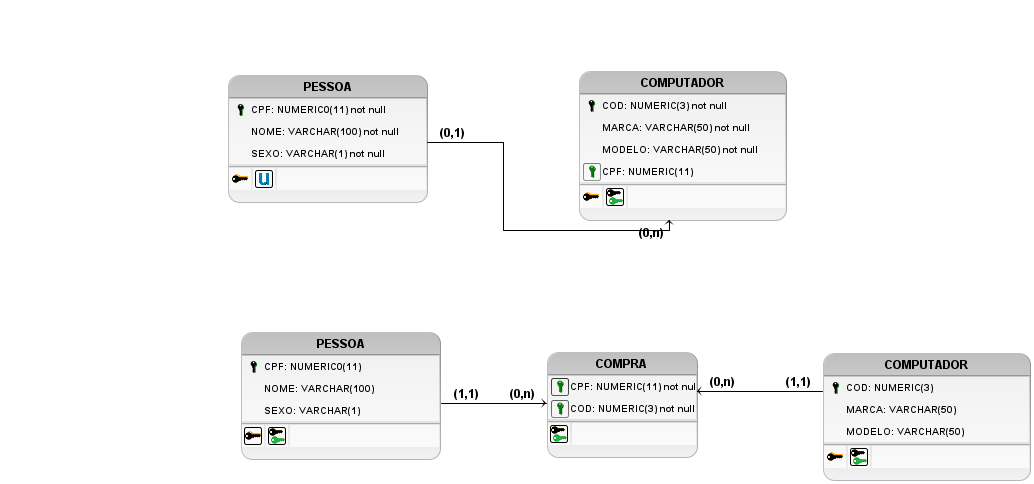 PESSOA
CPF: NUMERIC0(11) not null
NOME: VARCHAR(100) not null
SEXO: VARCHAR(1) not null
(0,1)
COMPUTADOR
COD: NUMERIC(3) not null
MARCA: VARCHAR(50) not null
MODELO: VARCHAR(50) not null
CPF: NUMERIC(11)
(0,n)
PESSOA
CPF: NUMERIC0(11)
NOME: VARCHAR(100)
SEXO: VARCHAR(1)
(1,1)
(0,n)
COMPRA
CPF: NUMERIC(11) not nul
COD: NUMERIC(3) not null
(0,n)
(1,1)
COMPUTADOR
COD: NUMERIC(3)
MARCA: VARCHAR(50)
MODELO: VARCHAR(50)